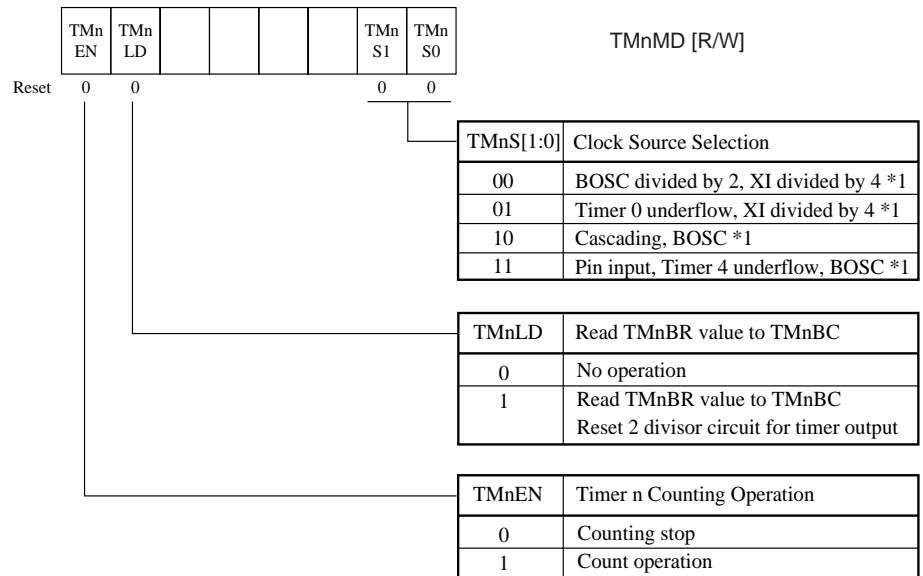 TMn EN TMn LD TMn S1 TMn S0
TMnMD [R/W]
Reset 0 0 0 0
TMnS[1:0] Clock Source Selection
00 BOSC divided by 2, XI divided by 4 *1
01 Timer 0 underflow, XI divided by 4 *1
10 Cascading, BOSC *1
11 Pin input, Timer 4 underflow, BOSC *1
TMnLD Read TMnBR value to TMnBC
0 No operation
1 Read TMnBR value to TMnBC
Reset 2 divisor circuit for timer output
TMnEN Timer n Counting Operation
0 Counting stop
1 Count operation